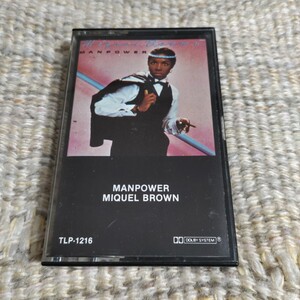 MANPOWER
MANPOWER
MIQUEL BROWN
TLP-1216
DOLBY SYSTEM